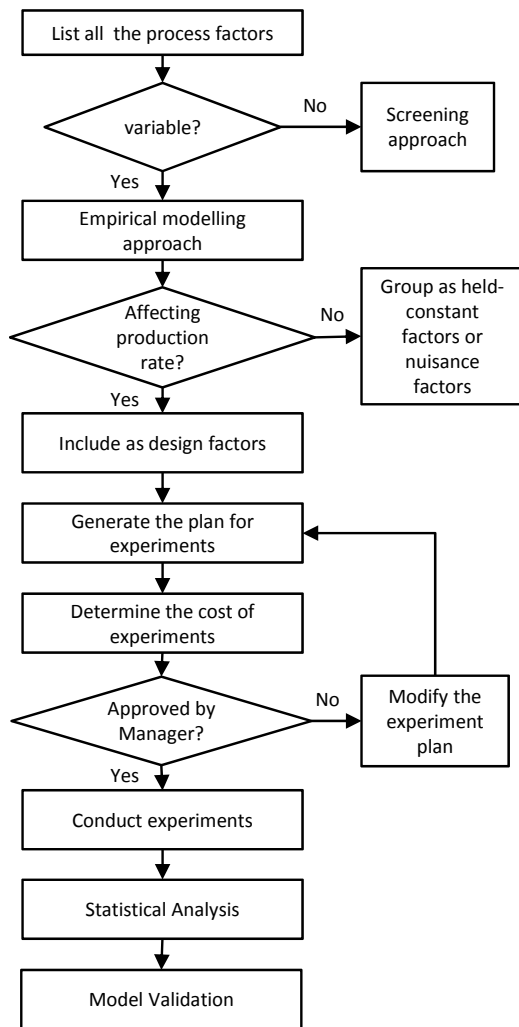 List all the process factors
variable?
No
Screening
approach
Yes
Empirical modelling
approach
Affecting
production
rate?
No
Group as held-
constant
factors or
nuisance
factors
Yes
Include as design factors
Generate the plan for
experiments
Determine the cost of
experiments
Approved by
Manager?
No
Modify the
experiment
plan
Yes
Conduct experiments
Statistical Analysis
Model Validation